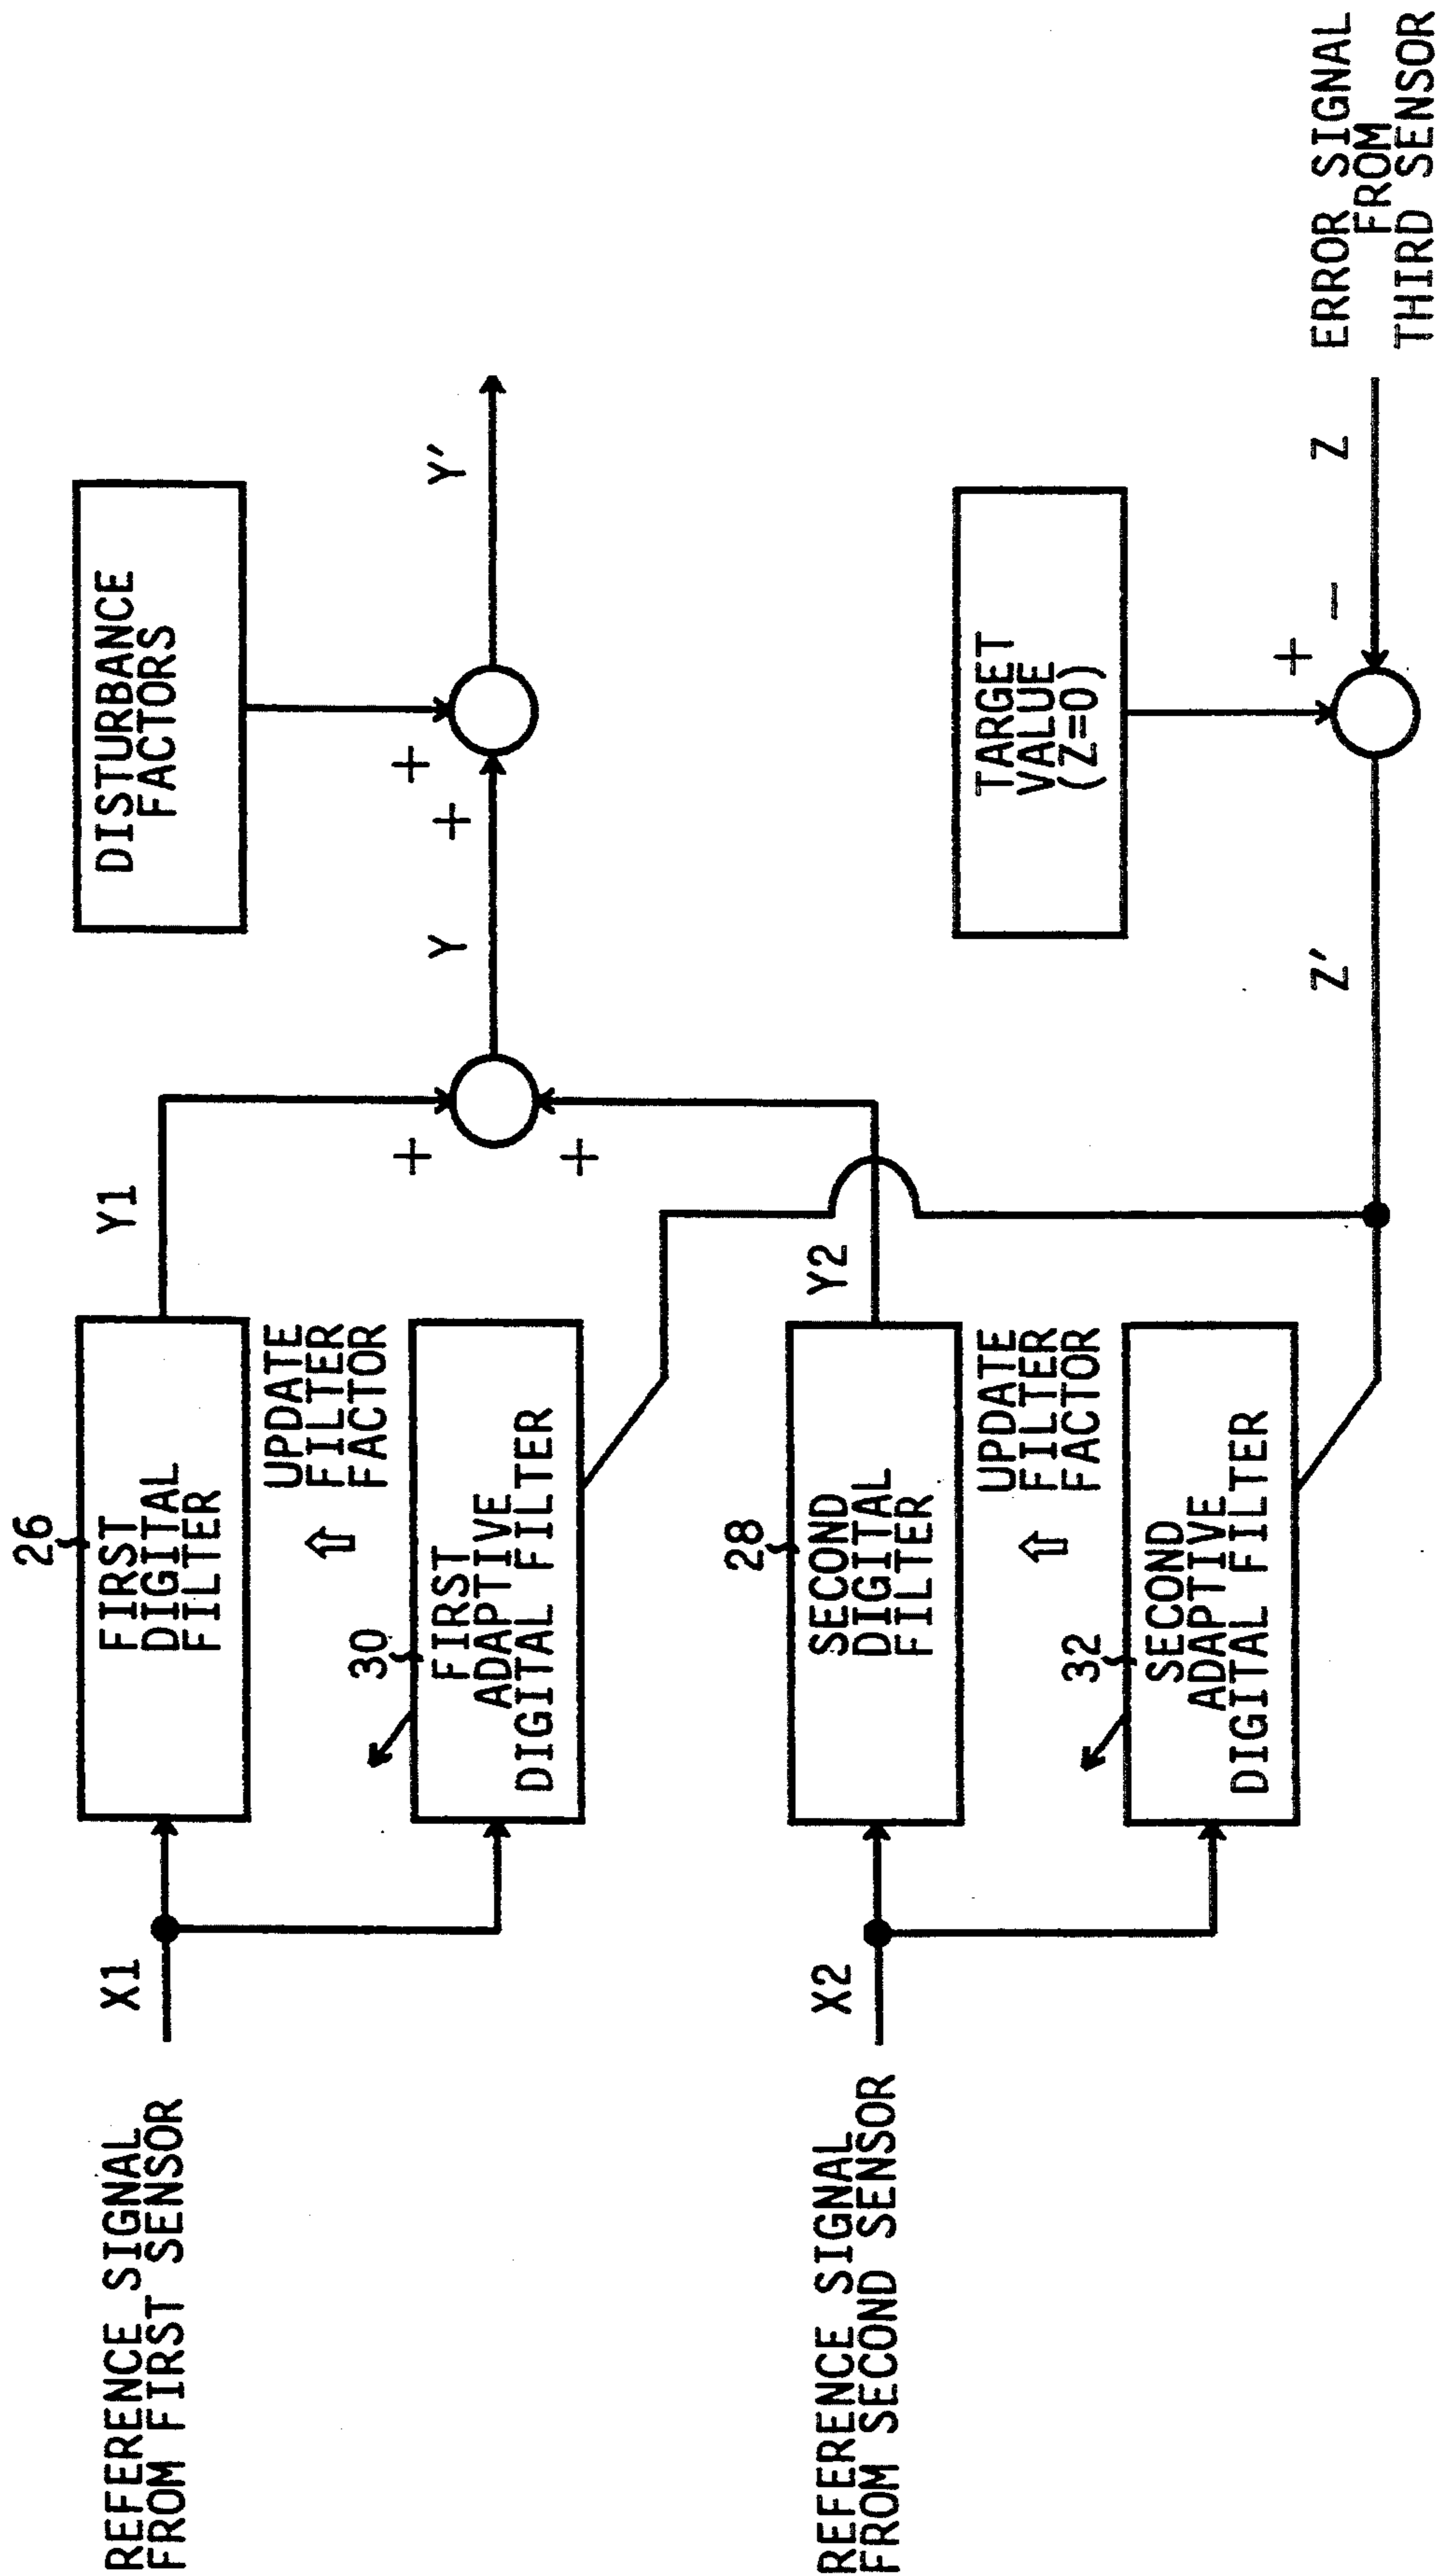 REFERENCE SIGNAL
FROM FIRST SENSOR
X1
26
FIRST
DIGITAL
FILTER
UPDATE
FILTER
FACTOR
⇧
30
FIRST
ADAPTIVE
DIGITAL FILTER
Y1
+
+
Y
+
+
DISTURBANCE
FACTORS
Y'
REFERENCE SIGNAL
FROM SECOND SENSOR
X2
28
SECOND
DIGITAL
FILTER
Y2
UPDATE
FILTER
FACTOR
⇧
32
SECOND
ADAPTIVE
DIGITAL FILTER
Z'
TARGET
VALUE
(Z=0)
+
−
Z
ERROR SIGNAL
FROM
THIRD SENSOR